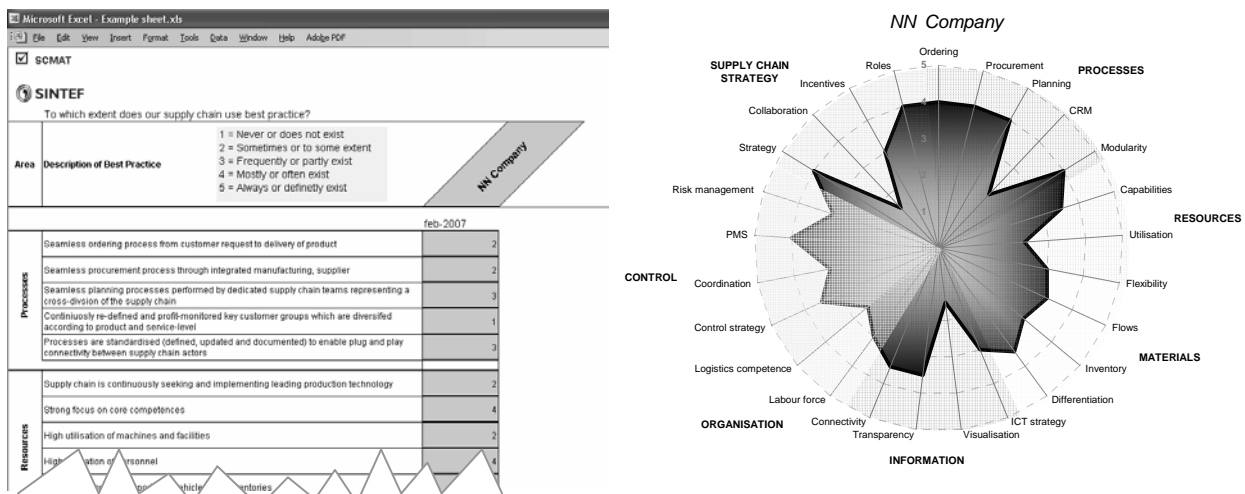 Microsoft Excel - Example sheet.xls
File Edit View Insert Format Tools Data Window Help Adobe PDF
SCMAT
SINTEF
To which extent does our supply chain use best practice?
Area
Description of Best Practice
1 = Never or does not exist
2 = Sometimes or to some extent
3 = Frequently or partly exist
4 = Mostly or often exist
5 = Always or definetly exist
NN Company
feb-2007
Processes
Seamless ordering process from customer request to delivery of product
2
Seamless procurement process through integrated manufacturing, supplier
2
Seamless planning processes performed by dedicated supply chain teams representing a
cross-divsion of the supply chain
3
Continiuosly re-defined and profit-monitored key customer groups which are diversifed
according to product and service-level
1
Processes are standardised (defined, updated and documented) to enable plug and play
connectivity between supply chain actors
3
Resources
Supply chain is continuously seeking and implementing leading production technology
2
Strong focus on core competences
4
High utilisation of machines and facilities
2
4
NN Company
Ordering
Procurement
Planning
PROCESSES
CRM
Modularity
Capabilities
RESOURCES
Utilisation
Flexibility
Flows
MATERIALS
Inventory
Differentiation
ICT strategy
Visualisation
INFORMATION
Transparency
Connectivity
ORGANISATION
Labour force
Logistics competence
Control strategy
Coordination
CONTROL
PMS
Risk management
Strategy
Collaboration
Incentives
SUPPLY CHAIN
STRATEGY
Roles
5
4
3
2
1